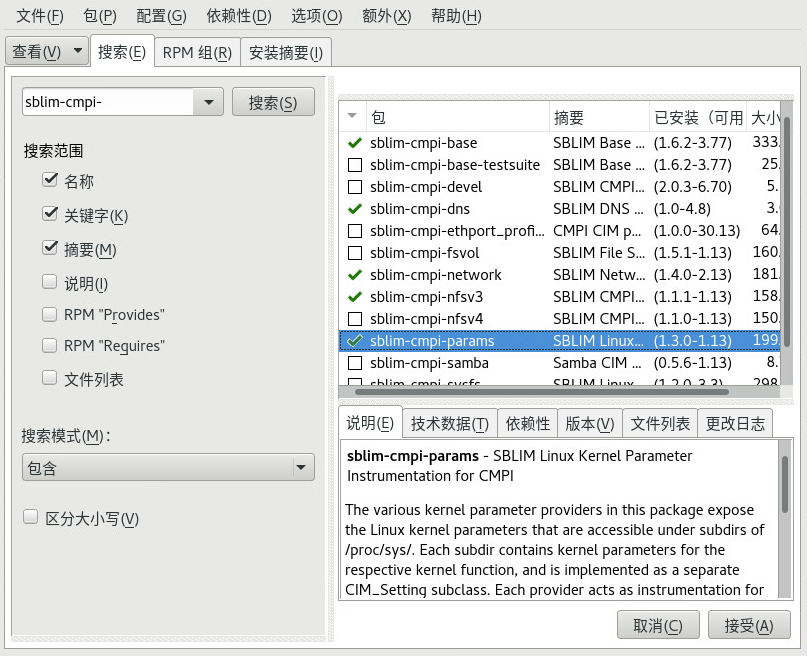 文件(F) 包(P) 配置(G) 依赖性(D) 选项(O) 额外(X) 帮助(H)
查看(V) 搜索(E) RPM 组(R) 安装摘要(I)
sblim-cmpi- 搜索(S)
搜索范围
名称
关键字(K)
摘要(M)
说明(I)
RPM "Provides"
RPM "Requires"
文件列表
搜索模式(M)：
包含
区分大小写(V)
包 摘要 已安装（可用 大小
sblim-cmpi-base SBLIM Base ... (1.6.2-3.77) 333.
sblim-cmpi-base-testsuite SBLIM Base ... (1.6.2-3.77) 25.
sblim-cmpi-devel SBLIM CMPI... (2.0.3-6.70) 5.
sblim-cmpi-dns SBLIM DNS ... (1.0-4.8) 3.
sblim-cmpi-ethport_profi... CMPI CIM p... (1.0.0-30.13) 64.
sblim-cmpi-fsvol SBLIM File S... (1.5.1-1.13) 160.
sblim-cmpi-network SBLIM Netw... (1.4.0-2.13) 181.
sblim-cmpi-nfsv3 SBLIM CMPI... (1.1.1-1.13) 158.
sblim-cmpi-nfsv4 SBLIM CMPI... (1.1.0-1.13) 150.
sblim-cmpi-params SBLIM Linux... (1.3.0-1.13) 199.
sblim-cmpi-samba Samba CIM ... (0.5.6-1.13) 8.
sblim-cmpi-sysfs SBLIM Linux... (1.2.0-3.3) 298.
说明(E) 技术数据(T) 依赖性 版本(V) 文件列表 更改日志
sblim-cmpi-params - SBLIM Linux Kernel Parameter
Instrumentation for CMPI
The various kernel parameter providers in this package expose
the Linux kernel parameters that are accessible under subdirs of
/proc/sys/. Each subdir contains kernel parameters for the
respective kernel function, and is implemented as a separate
CIM_Setting subclass. Each provider acts as instrumentation for
取消(C) 接受(A)